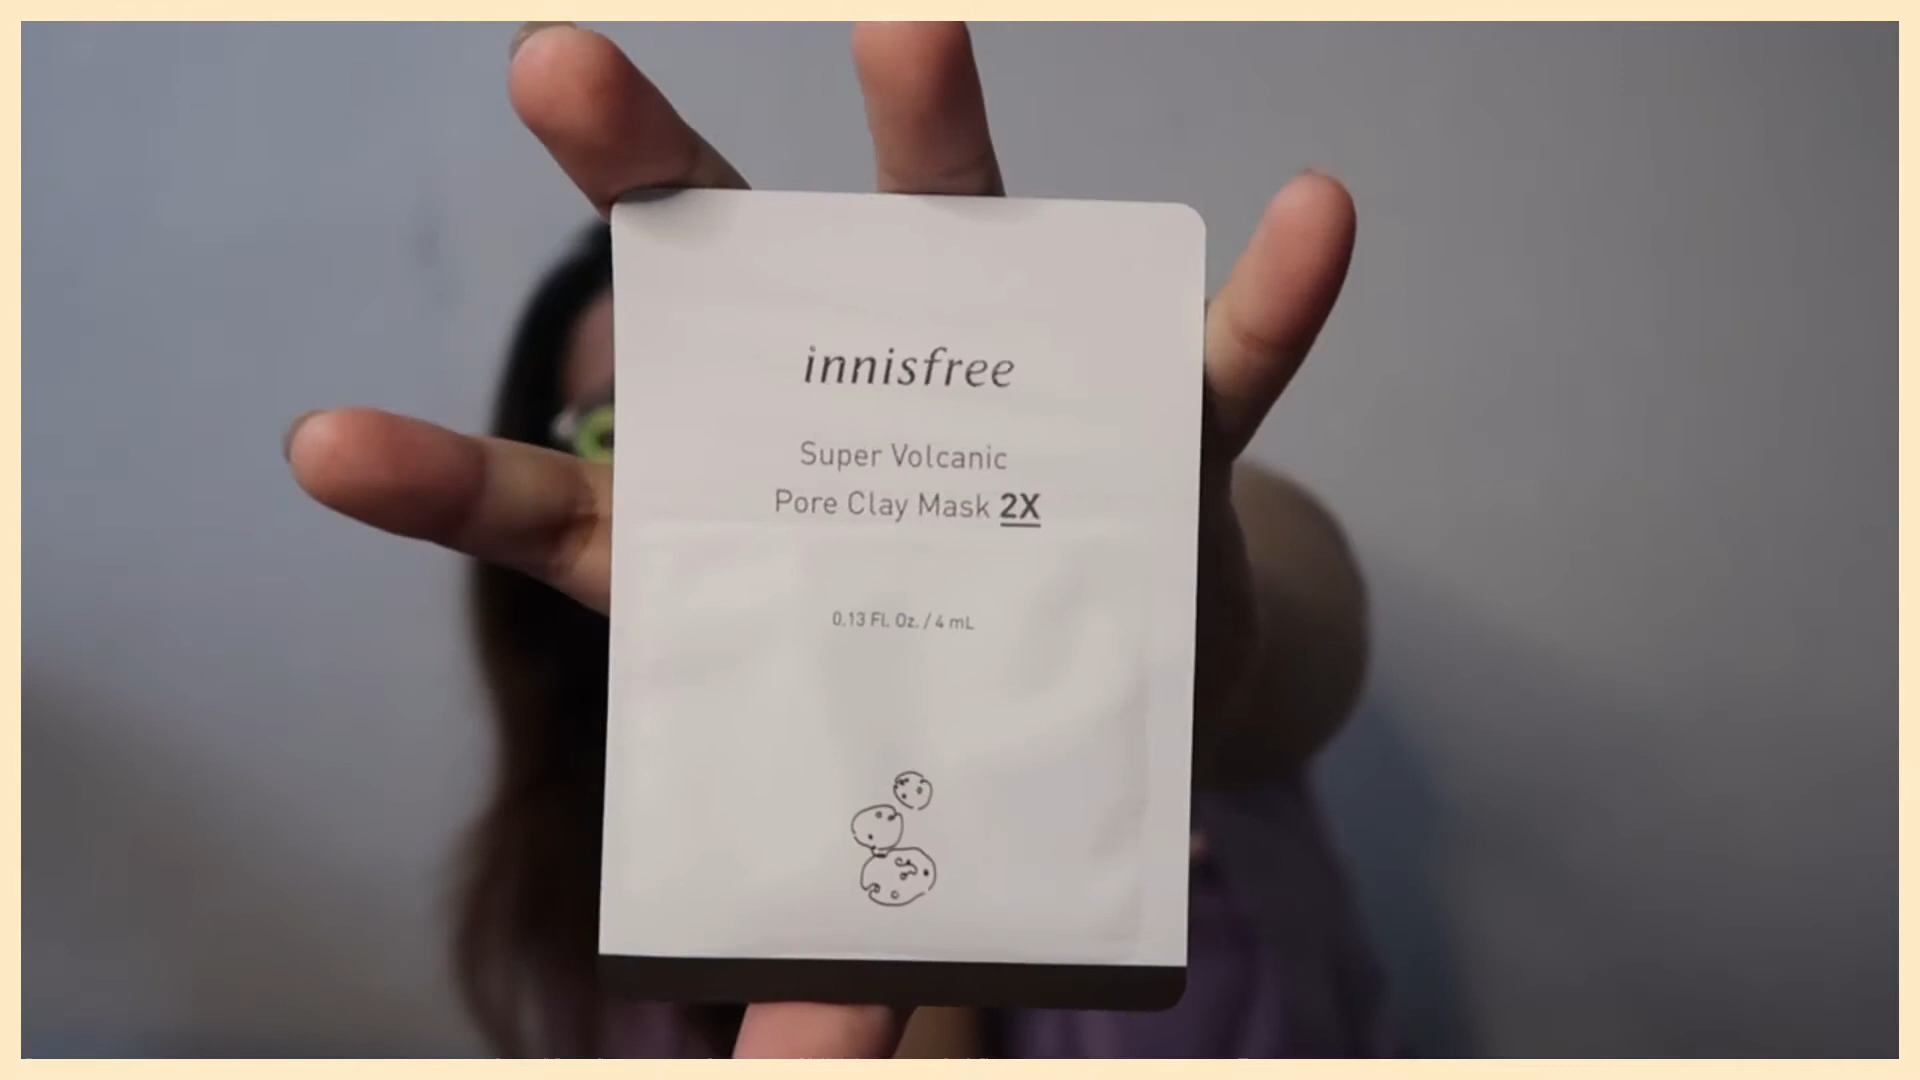 innisfree
Super Volcanic
Pore Clay Mask 2X
0.13 Fl. Oz. / 4 mL